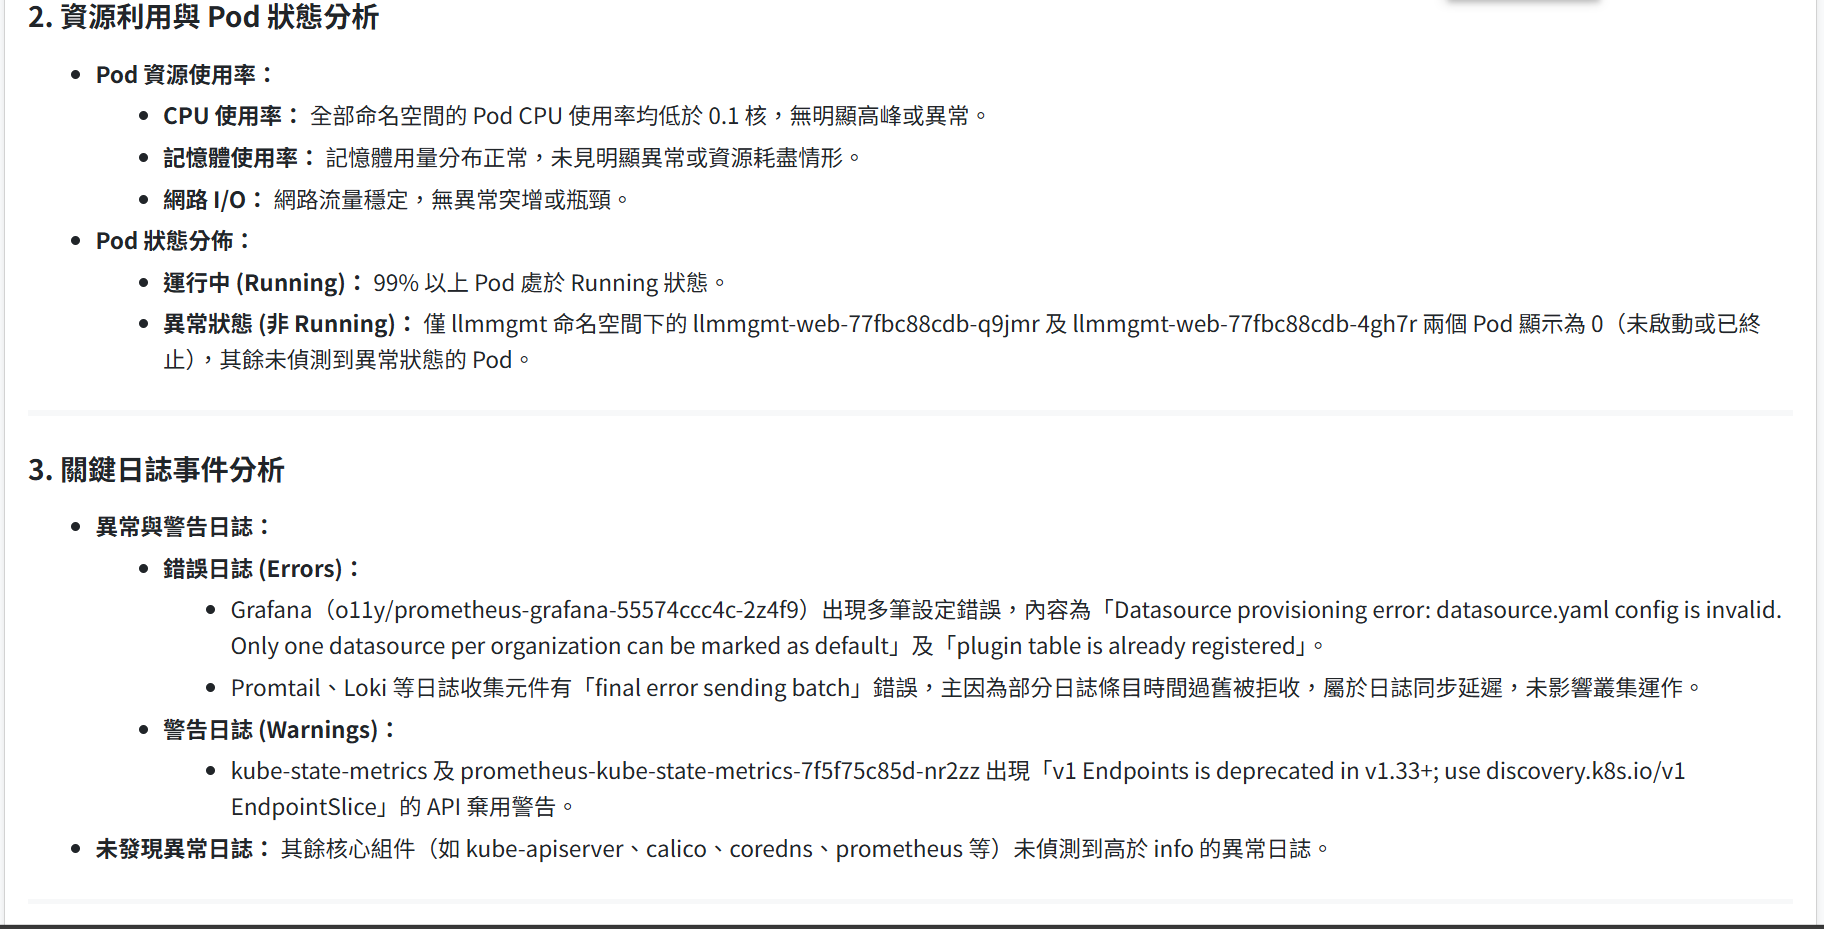 2. 資源利用與 Pod 狀態分析
Pod 資源使用率：
CPU 使用率： 全部命名空間的 Pod CPU 使用率均低於 0.1 核，無明顯高峰或異常。
記憶體使用率： 記憶體用量分布正常，未見明顯異常或資源耗盡情形。
網路 I/O： 網路流量穩定，無異常突增或瓶頸。
Pod 狀態分佈：
運行中 (Running)： 99% 以上 Pod 處於 Running 狀態。
異常狀態 (非 Running)： 僅 llmmgmt 命名空間下的 llmmgmt-web-77fbc88cdb-q9jmr 及 llmmgmt-web-77fbc88cdb-4gh7r 兩個 Pod 顯示為 0（未啟動或已終
止），其餘未偵測到異常狀態的 Pod。
3. 關鍵日誌事件分析
異常與警告日誌：
錯誤日誌 (Errors)：
Grafana（o11y/prometheus-grafana-55574ccc4c-2z4f9）出現多筆設定錯誤，內容為「Datasource provisioning error: datasource.yaml config is invalid.
Only one datasource per organization can be marked as default」及「plugin table is already registered」。
Promtail、Loki 等日誌收集元件有「final error sending batch」錯誤，主因為部分日誌條目時間過舊被拒收，屬於日誌同步延遲，未影響叢集運作。
警告日誌 (Warnings)：
kube-state-metrics 及 prometheus-kube-state-metrics-7f5f75c85d-nr2zz 出現「v1 Endpoints is deprecated in v1.33+; use discovery.k8s.io/v1
EndpointSlice」的 API 棄用警告。
未發現異常日誌： 其餘核心組件（如 kube-apiserver、calico、coredns、prometheus 等）未偵測到高於 info 的異常日誌。